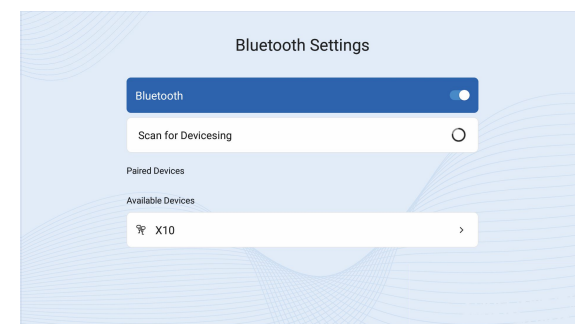 Bluetooth Settings
Bluetooth
Scan for Devicesing
Paired Devices
Available Devices
X10